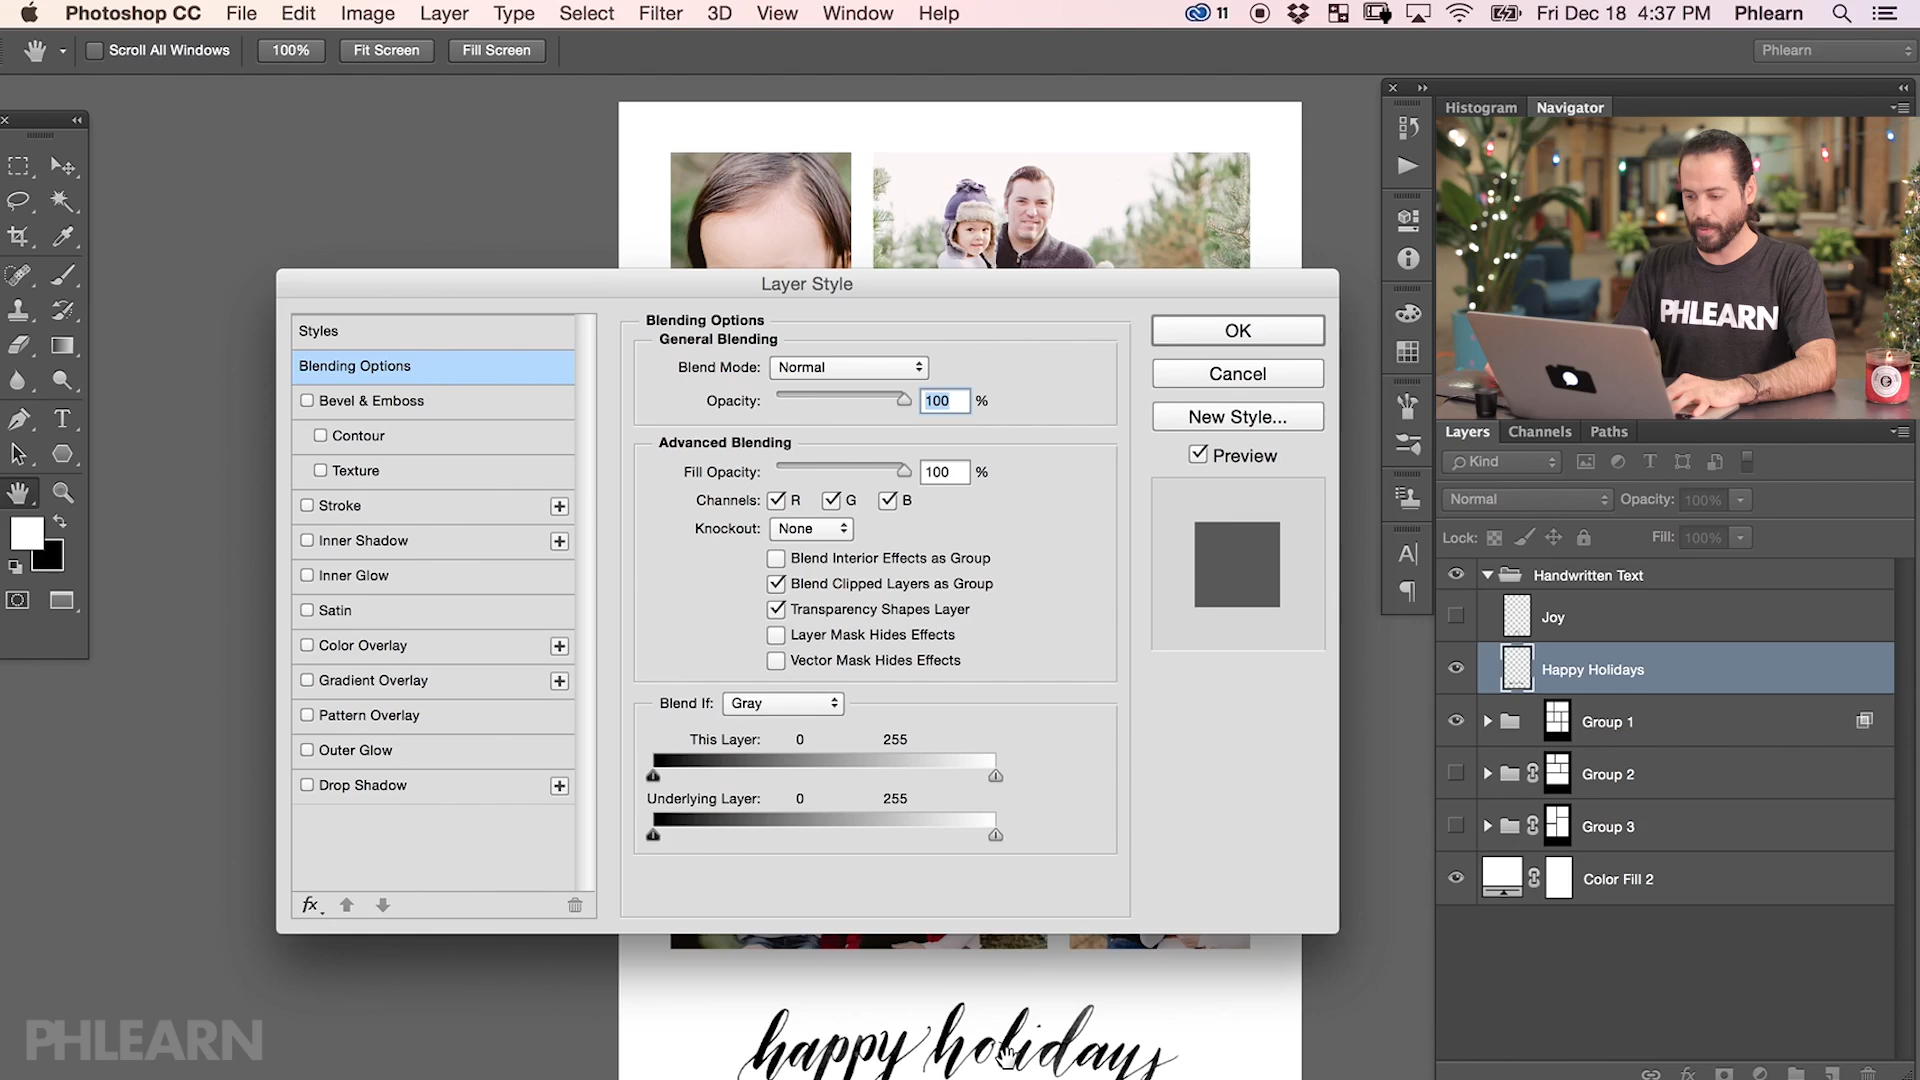 Photoshop CC File Edit Image Layer Type Select Filter 3D View Window Help 11 Fri Dec 18 4:37 PM Phlearn
Scroll All Windows 100% Fit Screen Fill Screen Phlearn
Histogram Navigator
PHLEARN
Layer Style
Styles
Blending Options
Bevel & Emboss
Contour
Texture
Stroke
Inner Shadow
Inner Glow
Satin
Color Overlay
Gradient Overlay
Pattern Overlay
Outer Glow
Drop Shadow
fx
Blending Options
General Blending
Blend Mode: Normal
Opacity: 100 %
Advanced Blending
Fill Opacity: 100 %
Channels: R G B
Knockout: None
Blend Interior Effects as Group
Blend Clipped Layers as Group
Transparency Shapes Layer
Layer Mask Hides Effects
Vector Mask Hides Effects
Blend If: Gray
This Layer: 0 255
Underlying Layer: 0 255
OK
Cancel
New Style...
Preview
Layers Channels Paths
Kind
Normal Opacity: 100%
Lock: Fill: 100%
Handwritten Text
Joy
Happy Holidays
Group 1
Group 2
Group 3
Color Fill 2
fx
happy holidays
PHLEARN